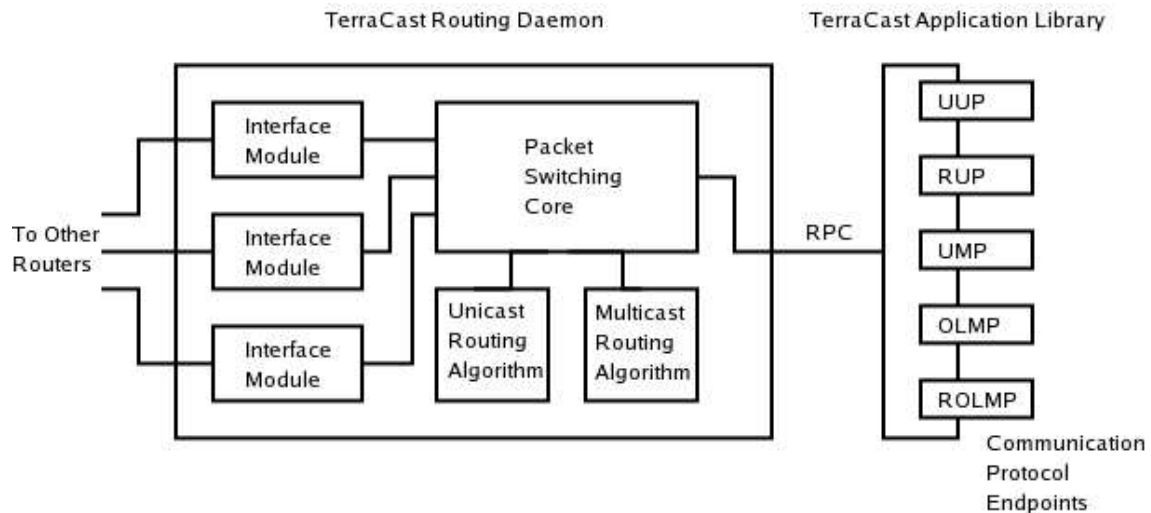 TerraCast Routing Daemon
TerraCast Application Library
Interface
Module
Interface
Module
Interface
Module
Packet
Switching
Core
Unicast
Routing
Algorithm
Multicast
Routing
Algorithm
To Other
Routers
RPC
UUP
RUP
UMP
OLMP
ROLMP
Communication
Protocol
Endpoints